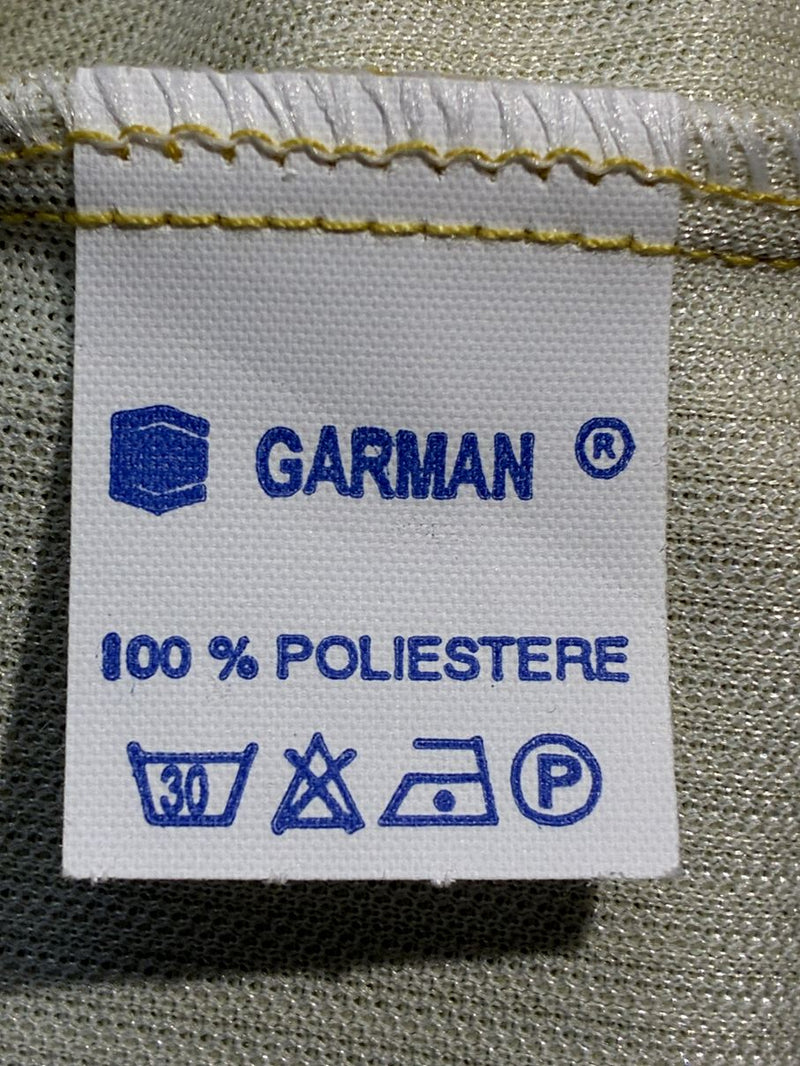 GARMAN ®
100 % POLIESTERE
30 P